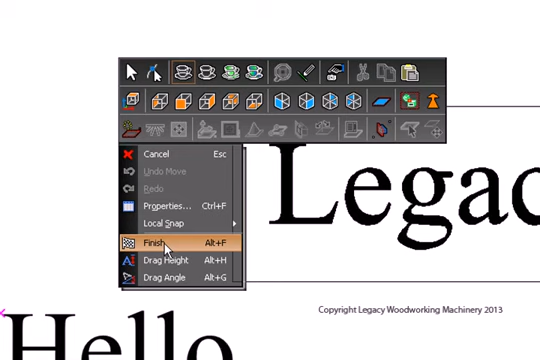 Cancel Esc
Undo Move
Redo
Properties... Ctrl+F
Local Snap
Finish Alt+F
Drag Height Alt+H
Drag Angle Alt+G
Legac
Copyright Legacy Woodworking Machinery 2013
Hello